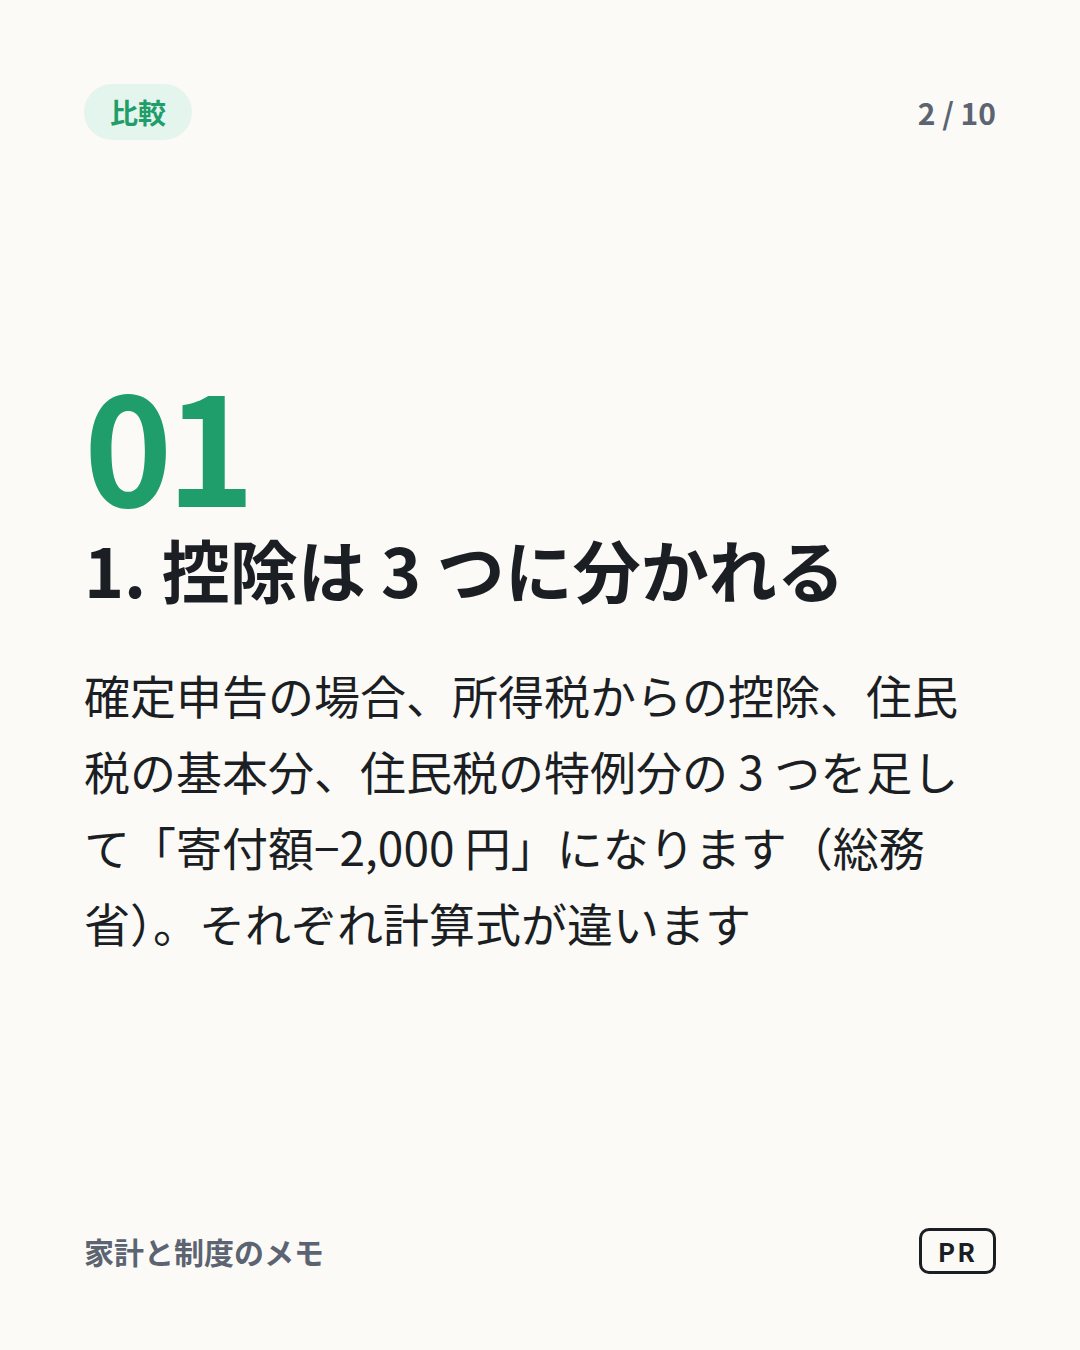 比較
2 / 10
01
1. 控除は 3 つに分かれる
確定申告の場合、所得税からの控除、住民
税の基本分、住民税の特例分の 3 つを足し
て「寄付額−2,000 円」になります（総務
省）。それぞれ計算式が違います
家計と制度のメモ
PR